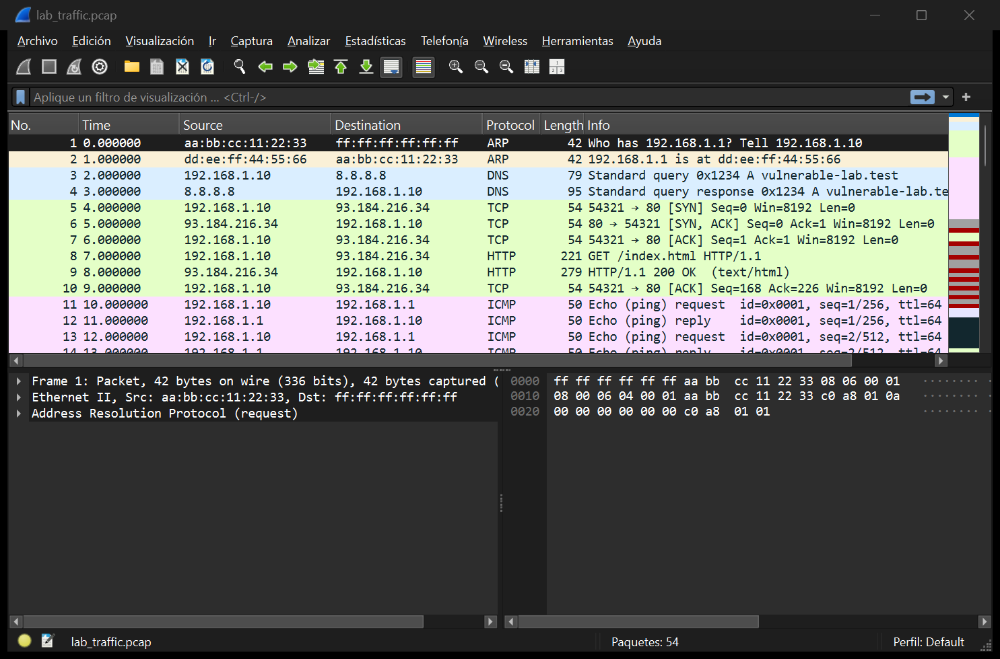 lab_traffic.pcap
Archivo Edición Visualización Ir Captura Analizar Estadísticas Telefonía Wireless Herramientas Ayuda
Aplique un filtro de visualización ... <Ctrl-/>
No. Time Source Destination Protocol Length Info
1 0.000000 aa:bb:cc:11:22:33 ff:ff:ff:ff:ff:ff ARP 42 Who has 192.168.1.1? Tell 192.168.1.10
2 1.000000 dd:ee:ff:44:55:66 aa:bb:cc:11:22:33 ARP 42 192.168.1.1 is at dd:ee:ff:44:55:66
3 2.000000 192.168.1.10 8.8.8.8 DNS 79 Standard query 0x1234 A vulnerable-lab.test
4 3.000000 8.8.8.8 192.168.1.10 DNS 95 Standard query response 0x1234 A vulnerable-lab.te
5 4.000000 192.168.1.10 93.184.216.34 TCP 54 54321 → 80 [SYN] Seq=0 Win=8192 Len=0
6 5.000000 93.184.216.34 192.168.1.10 TCP 54 80 → 54321 [SYN, ACK] Seq=0 Ack=1 Win=8192 Len=0
7 6.000000 192.168.1.10 93.184.216.34 TCP 54 54321 → 80 [ACK] Seq=1 Ack=1 Win=8192 Len=0
8 7.000000 192.168.1.10 93.184.216.34 HTTP 221 GET /index.html HTTP/1.1
9 8.000000 93.184.216.34 192.168.1.10 HTTP 279 HTTP/1.1 200 OK (text/html)
10 9.000000 192.168.1.10 93.184.216.34 TCP 54 54321 → 80 [ACK] Seq=168 Ack=226 Win=8192 Len=0
11 10.000000 192.168.1.10 192.168.1.1 ICMP 50 Echo (ping) request id=0x0001, seq=1/256, ttl=64
12 11.000000 192.168.1.1 192.168.1.10 ICMP 50 Echo (ping) reply id=0x0001, seq=1/256, ttl=64
13 12.000000 192.168.1.10 192.168.1.1 ICMP 50 Echo (ping) request id=0x0001, seq=2/512, ttl=64
14 13.000000 192.168.1.1 192.168.1.10 ICMP 50 Echo (ping) reply id=0x0001, seq=2/512, ttl=64
Frame 1: Packet, 42 bytes on wire (336 bits), 42 bytes captured (
Ethernet II, Src: aa:bb:cc:11:22:33, Dst: ff:ff:ff:ff:ff:ff
Address Resolution Protocol (request)
0000 ff ff ff ff ff ff aa bb cc 11 22 33 08 06 00 01 ········ ·
0010 08 00 06 04 00 01 aa bb cc 11 22 33 c0 a8 01 0a ········ ·
0020 00 00 00 00 00 00 c0 a8 01 01 ········ ·
lab_traffic.pcap Paquetes: 54 Perfil: Default